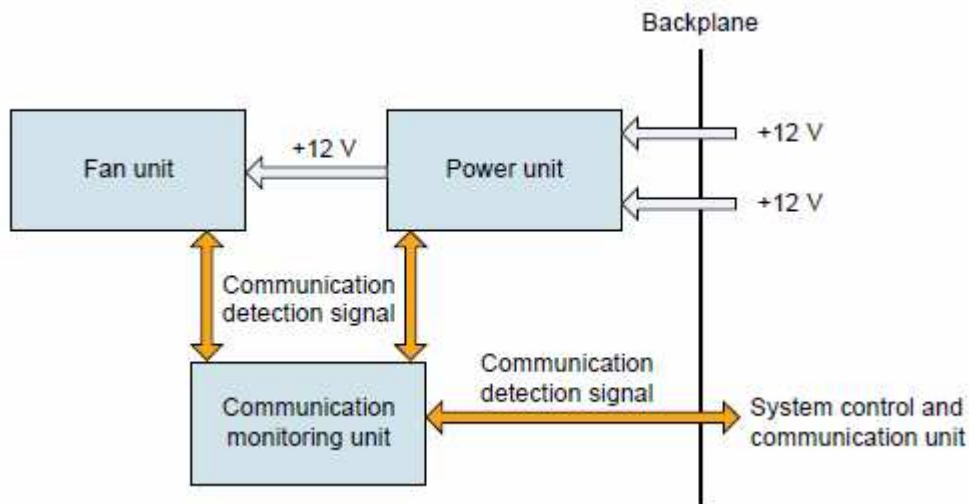 Backplane
Fan unit
+12 V
Power unit
+12 V
+12 V
Communication
detection signal
Communication
detection signal
Communication
monitoring unit
System control and
communication unit